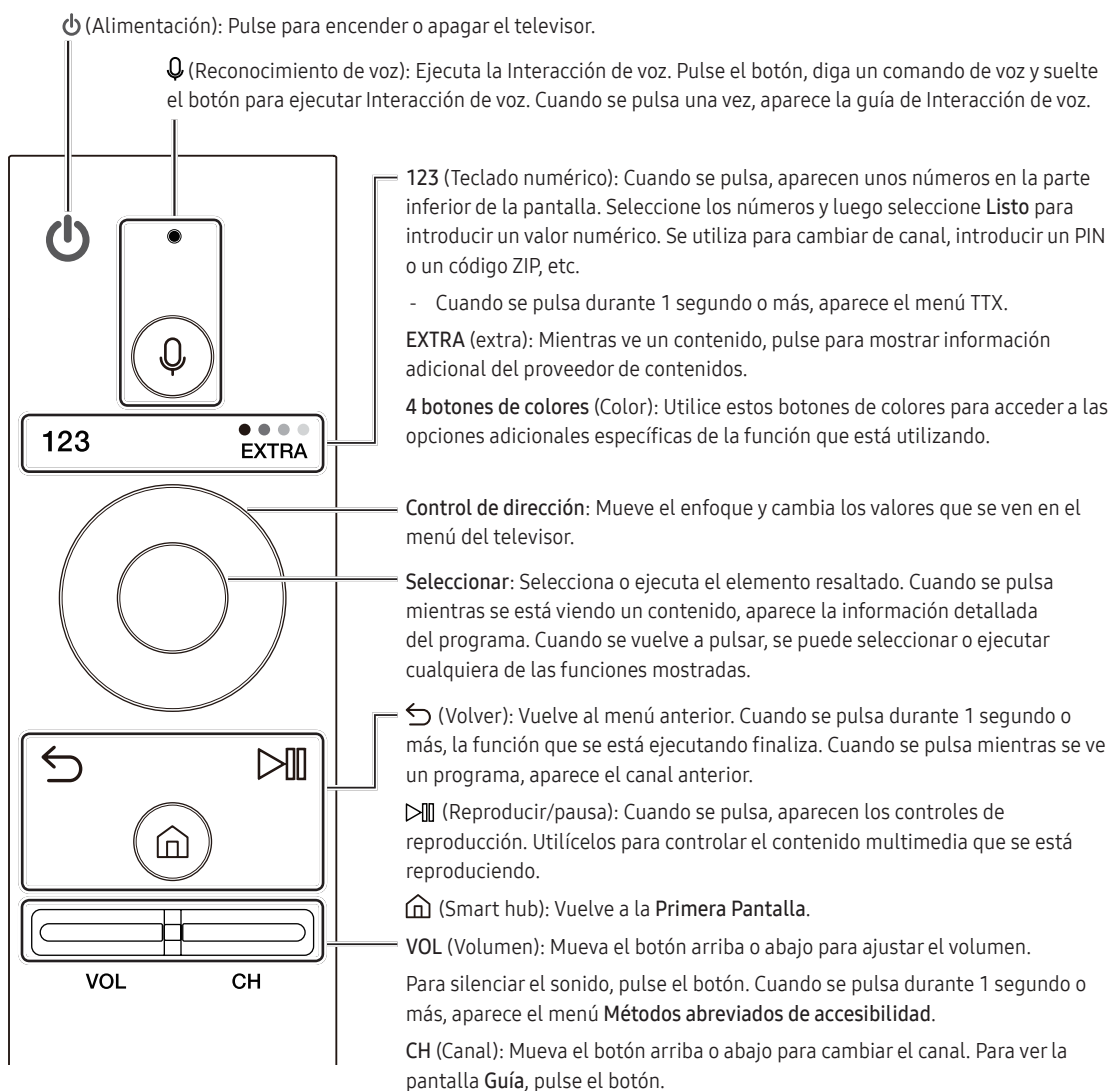 (Alimentación): Pulse para encender o apagar el televisor.
(Reconocimiento de voz): Ejecuta la Interacción de voz. Pulse el botón, diga un comando de voz y suelte
el botón para ejecutar Interacción de voz. Cuando se pulsa una vez, aparece la guía de Interacción de voz.
123 (Teclado numérico): Cuando se pulsa, aparecen unos números en la parte
inferior de la pantalla. Seleccione los números y luego seleccione Listo para
introducir un valor numérico. Se utiliza para cambiar de canal, introducir un PIN
o un código ZIP, etc.
- Cuando se pulsa durante 1 segundo o más, aparece el menú TTX.
EXTRA (extra): Mientras ve un contenido, pulse para mostrar información
adicional del proveedor de contenidos.
4 botones de colores (Color): Utilice estos botones de colores para acceder a las
opciones adicionales específicas de la función que está utilizando.
123
EXTRA
Control de dirección: Mueve el enfoque y cambia los valores que se ven en el
menú del televisor.
Seleccionar: Selecciona o ejecuta el elemento resaltado. Cuando se pulsa
mientras se está viendo un contenido, aparece la información detallada
del programa. Cuando se vuelve a pulsar, se puede seleccionar o ejecutar
cualquiera de las funciones mostradas.
(Volver): Vuelve al menú anterior. Cuando se pulsa durante 1 segundo o
más, la función que se está ejecutando finaliza. Cuando se pulsa mientras se ve
un programa, aparece el canal anterior.
(Reproducir/pausa): Cuando se pulsa, aparecen los controles de
reproducción. Utilícelos para controlar el contenido multimedia que se está
reproduciendo.
(Smart hub): Vuelve a la Primera Pantalla.
VOL (Volumen): Mueva el botón arriba o abajo para ajustar el volumen.
Para silenciar el sonido, pulse el botón. Cuando se pulsa durante 1 segundo o
más, aparece el menú Métodos abreviados de accesibilidad.
VOL
CH
CH (Canal): Mueva el botón arriba o abajo para cambiar el canal. Para ver la
pantalla Guía, pulse el botón.